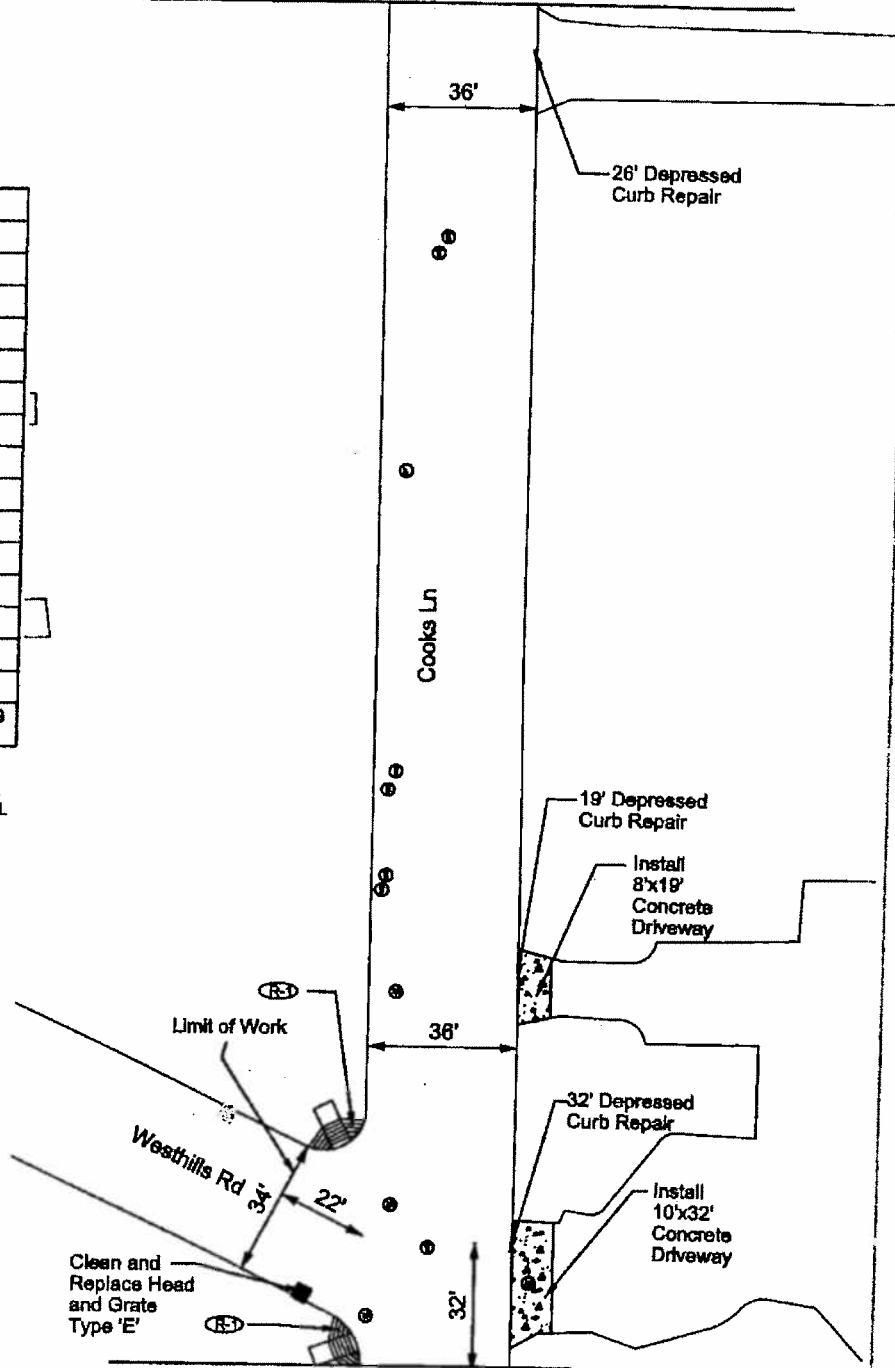 36'
26' Depressed
Curb Repair
Cooks Ln
19' Depressed
Curb Repair
Install
8'x19'
Concrete
Driveway
R-1
Limit of Work
36'
32' Depressed
Curb Repair
Westhills Rd
34'
22'
Install
10'x32'
Concrete
Driveway
Clean and
Replace Head
and Grate
Type 'E'
R-1
32'